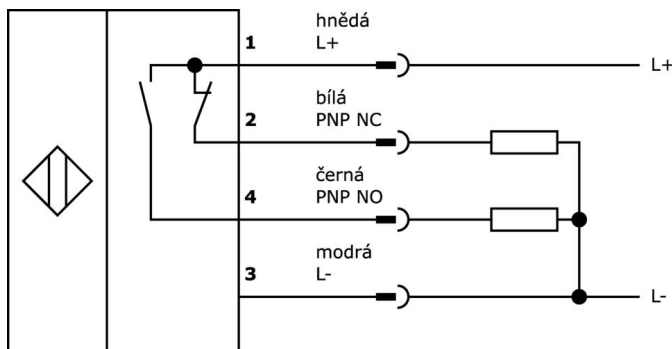 hnědá
1 L+
L+
bílá
2 PNP NC
černá
4 PNP NO
modrá
3 L-
L-